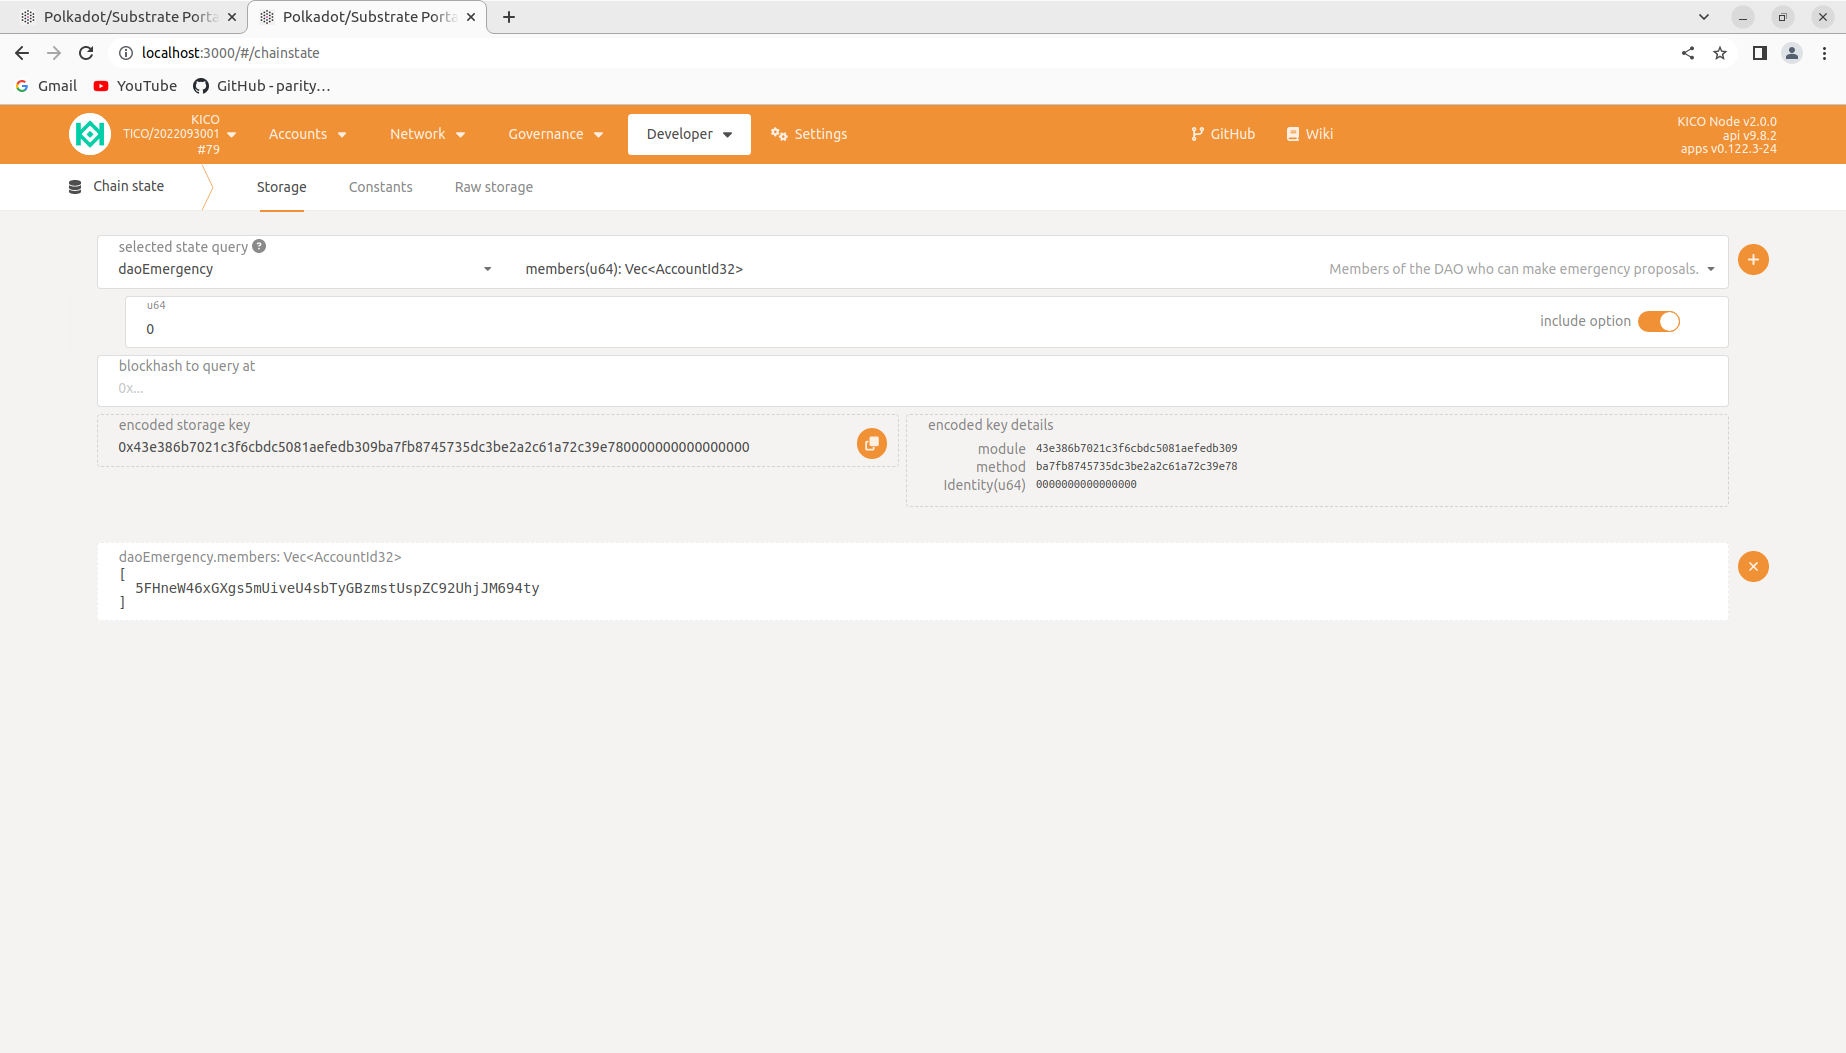 Polkadot/Substrate Porta
Polkadot/Substrate Porta
localhost:3000/#/chainstate
Gmail
YouTube
GitHub - parity...
KICO
TICO/2022093001
#79
Accounts
Network
Governance
Developer
Settings
GitHub
Wiki
KICO Node v2.0.0
api v9.8.2
apps v0.122.3-24
Chain state
Storage
Constants
Raw storage
selected state query ?
daoEmergency
members(u64): Vec<AccountId32>
Members of the DAO who can make emergency proposals.
u64
0
include option
blockhash to query at
0x...
encoded storage key
0x43e386b7021c3f6cbdc5081aefedb309ba7fb8745735dc3be2a2c61a72c39e780000000000000000
encoded key details
module 43e386b7021c3f6cbdc5081aefedb309
method ba7fb8745735dc3be2a2c61a72c39e78
Identity(u64) 0000000000000000
daoEmergency.members: Vec<AccountId32>
[
5FHneW46xGXgs5mUiveU4sbTyGBzmstUspZC92UhjJM694ty
]